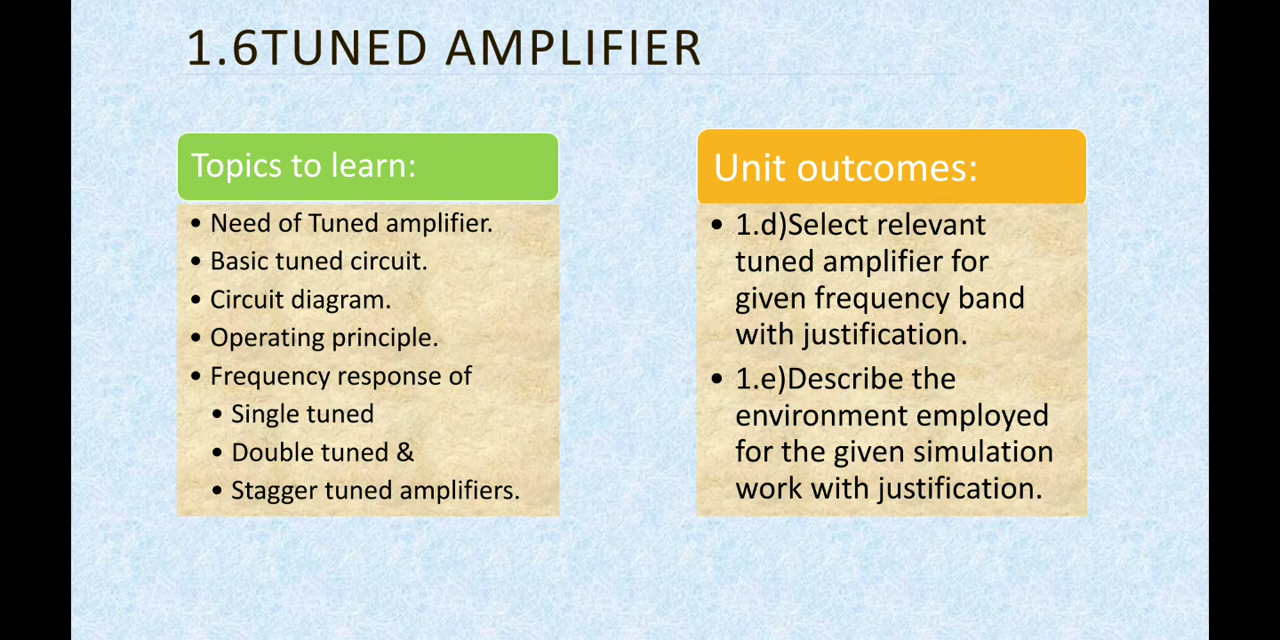 1.6TUNED AMPLIFIER
Topics to learn:
• Need of Tuned amplifier.
• Basic tuned circuit.
• Circuit diagram.
• Operating principle.
• Frequency response of
• Single tuned
• Double tuned &
• Stagger tuned amplifiers.
Unit outcomes:
• 1.d)Select relevant
tuned amplifier for
given frequency band
with justification.
• 1.e)Describe the
environment employed
for the given simulation
work with justification.